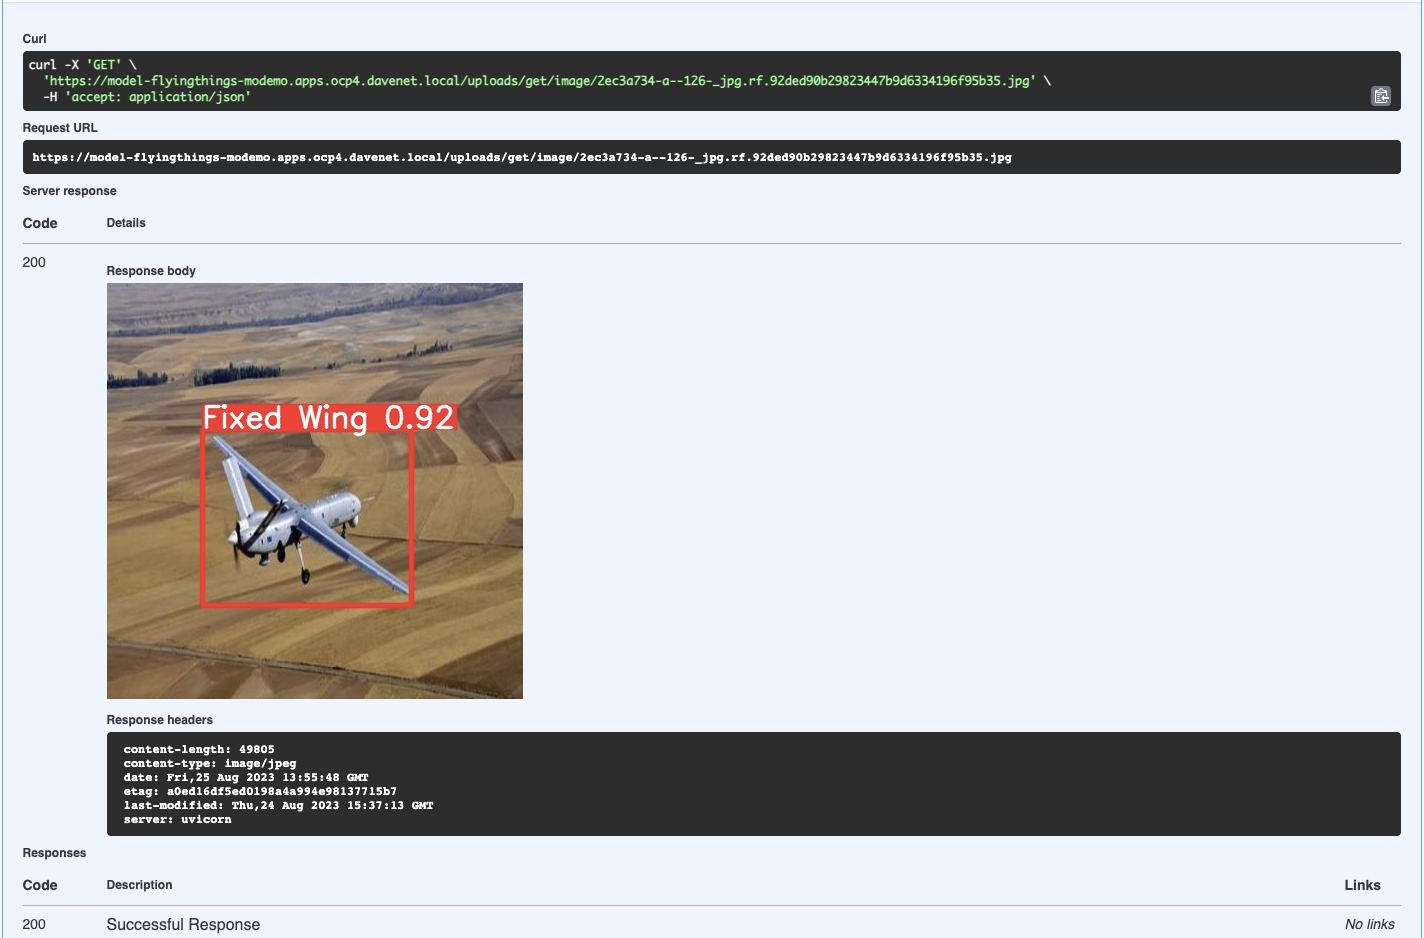 Curl
curl -X 'GET' \
'https://model-flyingthings-modemo.apps.ocp4.davenet.local/uploads/get/image/2ec3a734-a--126-_jpg.rf.92ded90b29823447b9d6334196f95b35.jpg' \
-H 'accept: application/json'
Request URL
https://model-flyingthings-modemo.apps.ocp4.davenet.local/uploads/get/image/2ec3a734-a--126-_jpg.rf.92ded90b29823447b9d6334196f95b35.jpg
Server response
Code Details
200
Response body
Fixed Wing 0.92
Response headers
content-length: 49805
content-type: image/jpeg
date: Fri,25 Aug 2023 13:55:48 GMT
etag: a0ed16df5ed0198a4a994e98137715b7
last-modified: Thu,24 Aug 2023 15:37:13 GMT
server: uvicorn
Responses
Code Description Links
200 Successful Response No links